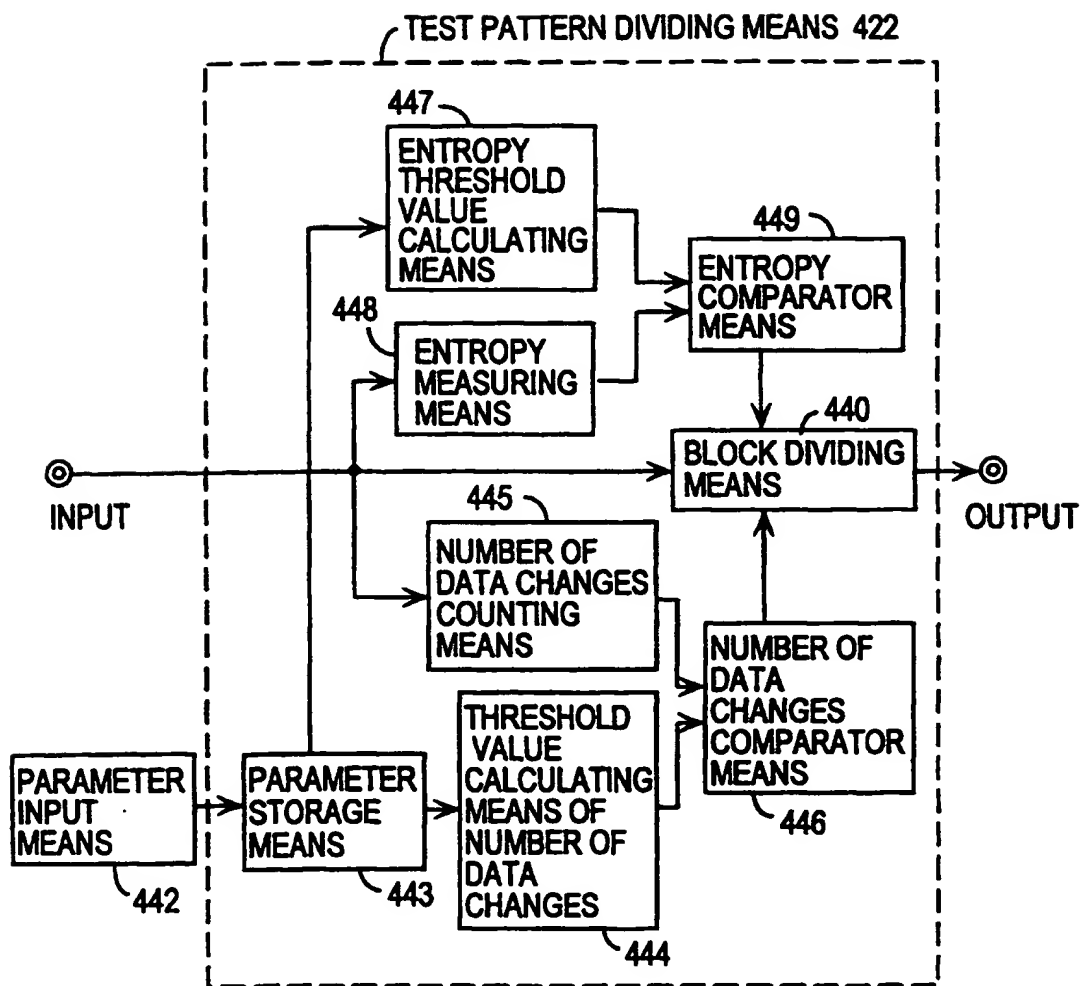 TEST PATTERN DIVIDING MEANS 422
447
ENTROPY
THRESHOLD
VALUE
CALCULATING
MEANS
449
ENTROPY
COMPARATOR
MEANS
448
ENTROPY
MEASURING
MEANS
440
BLOCK DIVIDING
MEANS
INPUT
OUTPUT
445
NUMBER OF
DATA CHANGES
COUNTING
MEANS
NUMBER OF
DATA
CHANGES
COMPARATOR
MEANS
446
THRESHOLD
VALUE
CALCULATING
MEANS OF
NUMBER OF
DATA
CHANGES
444
PARAMETER
INPUT
MEANS
442
PARAMETER
STORAGE
MEANS
443